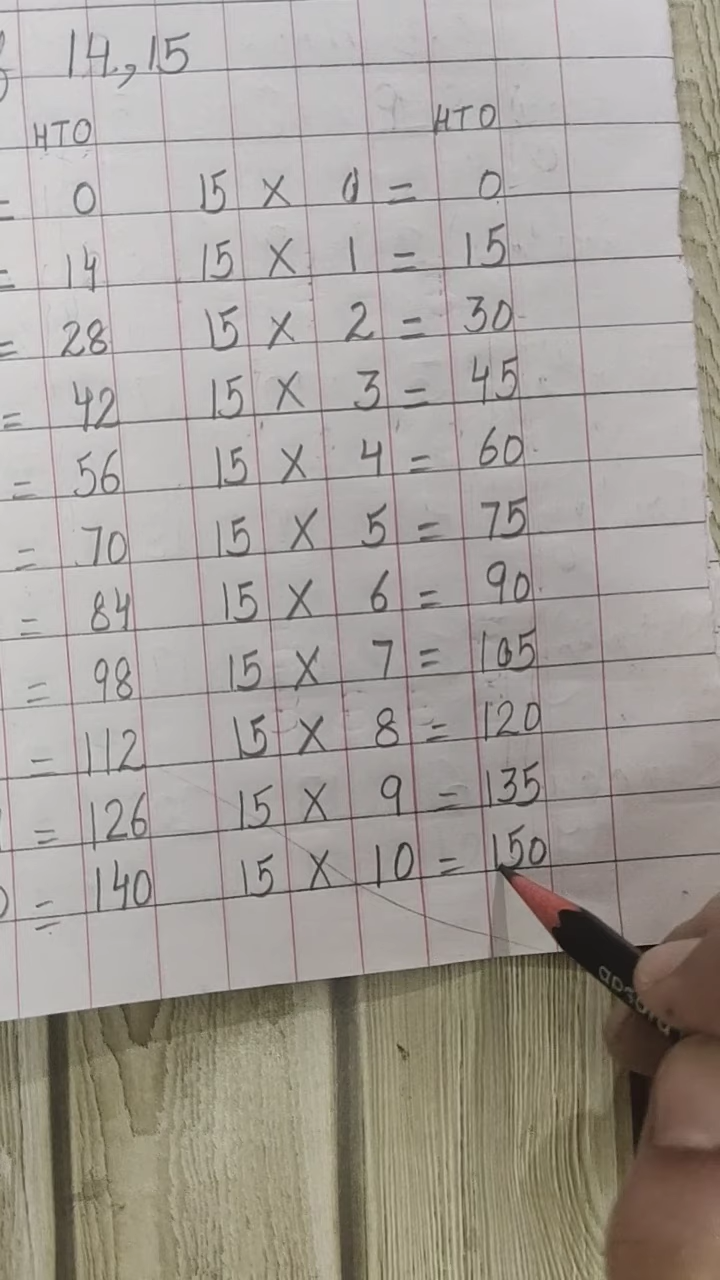 14, 15
HTO HTO
= 0 15 X 0 = 0
= 14 15 X 1 = 15
= 28 15 X 2 = 30
= 42 15 X 3 = 45
= 56 15 X 4 = 60
= 70 15 X 5 = 75
= 84 15 X 6 = 90
= 98 15 X 7 = 105
= 112 15 X 8 = 120
= 126 15 X 9 = 135
= 140 15 X 10 = 150